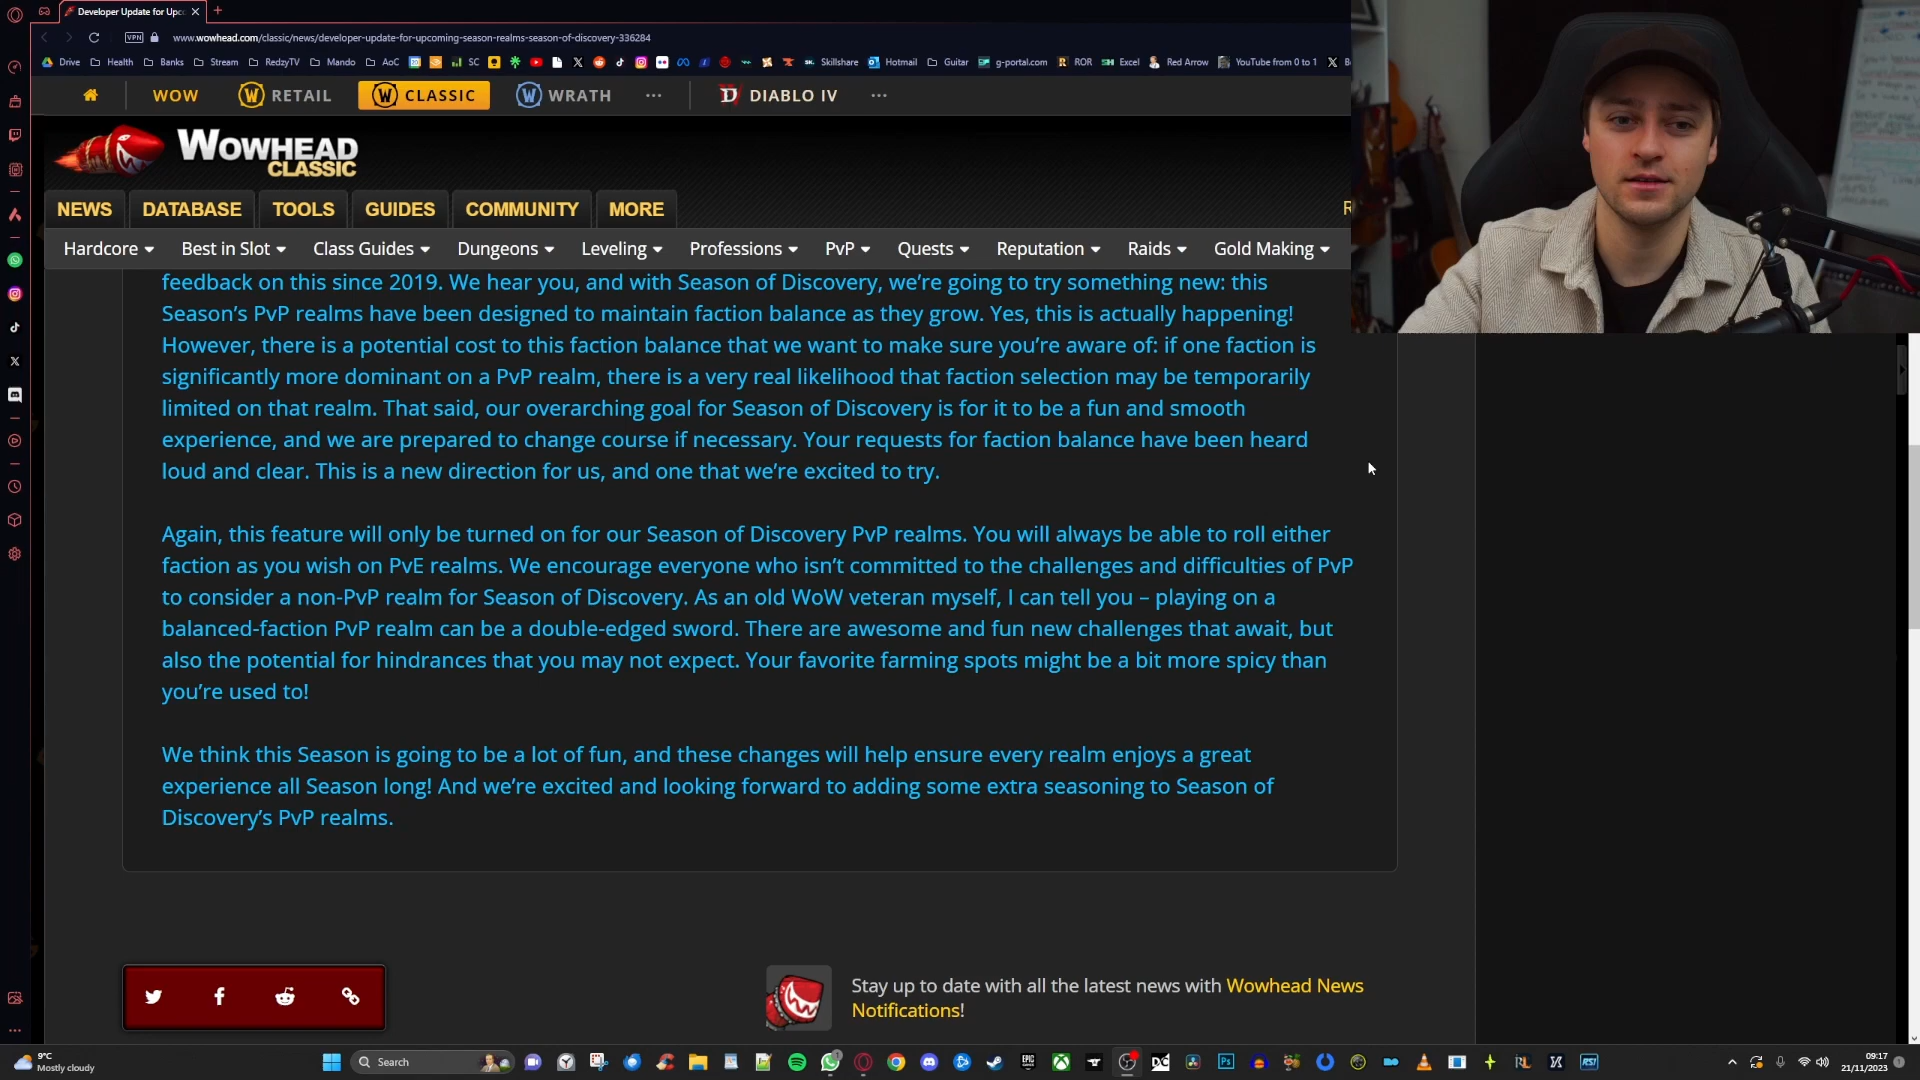 Developer Update for Upc
VPN
www.wowhead.com/classic/news/developer-update-for-upcoming-season-realms-season-of-discovery-336284
Drive Health Banks Stream RedzyTV Mando AoC SC Skillshare Hotmail Guitar g-portal.com ROR Excel Red Arrow YouTube from 0 to 1
WOW RETAIL CLASSIC WRATH ... DIABLO IV ...
WOWHEAD
CLASSIC
NEWS DATABASE TOOLS GUIDES COMMUNITY MORE
Hardcore Best in Slot Class Guides Dungeons Leveling Professions PvP Quests Reputation Raids Gold Making
feedback on this since 2019. We hear you, and with Season of Discovery, we’re going to try something new: this
Season’s PvP realms have been designed to maintain faction balance as they grow. Yes, this is actually happening!
However, there is a potential cost to this faction balance that we want to make sure you’re aware of: if one faction is
significantly more dominant on a PvP realm, there is a very real likelihood that faction selection may be temporarily
limited on that realm. That said, our overarching goal for Season of Discovery is for it to be a fun and smooth
experience, and we are prepared to change course if necessary. Your requests for faction balance have been heard
loud and clear. This is a new direction for us, and one that we’re excited to try.
Again, this feature will only be turned on for our Season of Discovery PvP realms. You will always be able to roll either
faction as you wish on PvE realms. We encourage everyone who isn’t committed to the challenges and difficulties of PvP
to consider a non-PvP realm for Season of Discovery. As an old WoW veteran myself, I can tell you – playing on a
balanced-faction PvP realm can be a double-edged sword. There are awesome and fun new challenges that await, but
also the potential for hindrances that you may not expect. Your favorite farming spots might be a bit more spicy than
you’re used to!
We think this Season is going to be a lot of fun, and these changes will help ensure every realm enjoys a great
experience all Season long! And we’re excited and looking forward to adding some extra seasoning to Season of
Discovery’s PvP realms.
Stay up to date with all the latest news with Wowhead News
Notifications!
9°C
Mostly cloudy
Search
09:17
21/11/2023